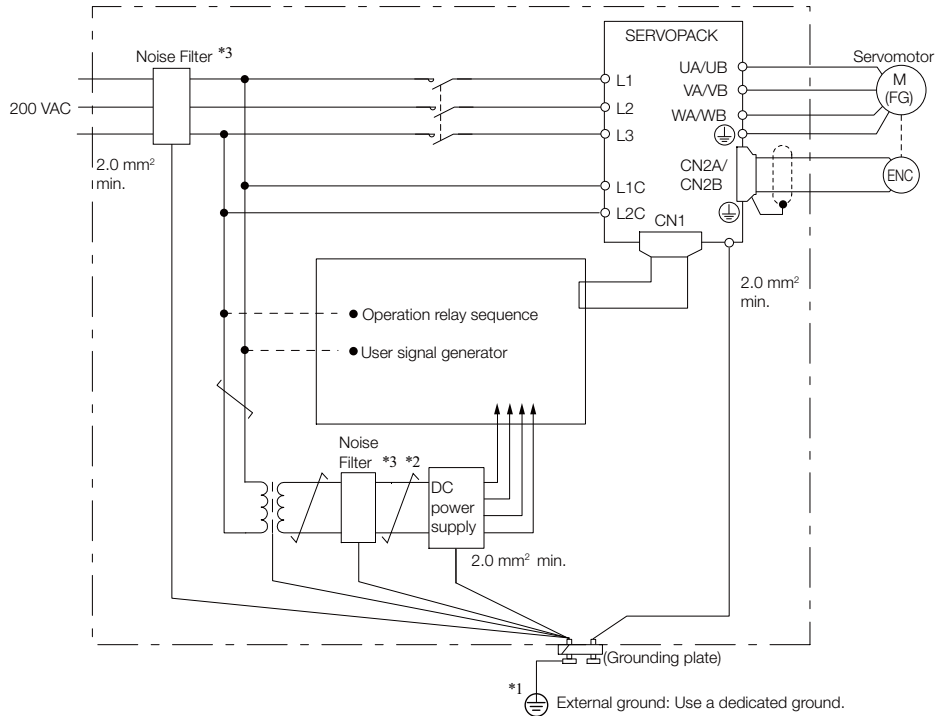 SERVOPACK
Noise Filter *3
Servomotor
UA/UB
M
(FG)
L1
VA/VB
200 VAC
L2
WA/WB
L3
2.0 mm²
min.
CN2A/
CN2B
ENC
L1C
L2C
CN1
2.0 mm²
min.
Operation relay sequence
User signal generator
Noise
Filter *3 *2
DC
power
supply
2.0 mm² min.
(Grounding plate)
*1
External ground: Use a dedicated ground.